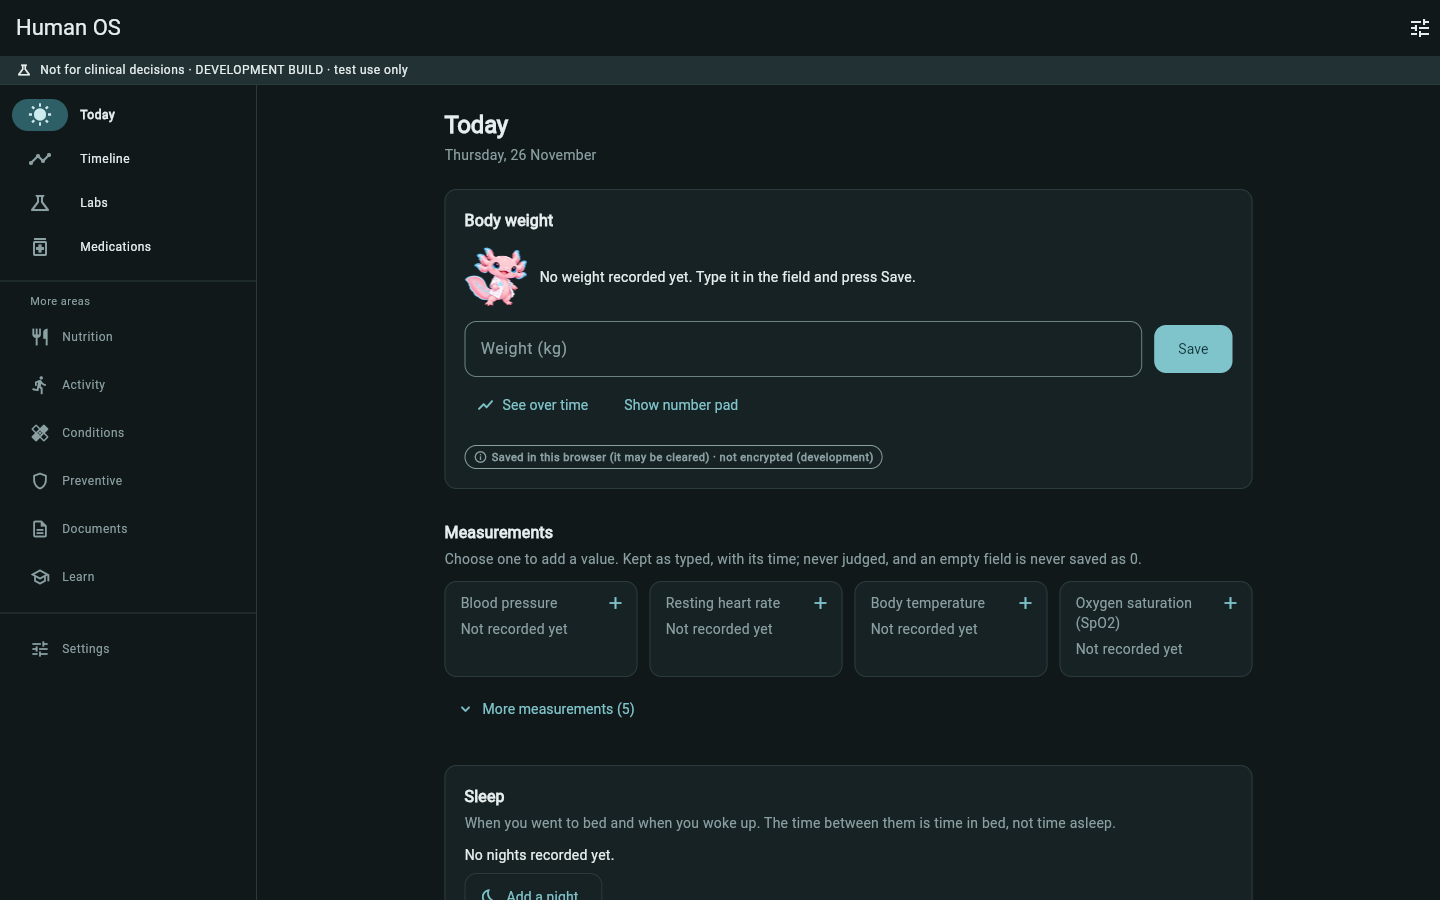 Human OS
Not for clinical decisions · DEVELOPMENT BUILD · test use only
Today
Timeline
Labs
Medications
More areas
Nutrition
Activity
Conditions
Preventive
Documents
Learn
Settings
Today
Thursday, 26 November
Body weight
No weight recorded yet. Type it in the field and press Save.
Weight (kg)
Save
See over time
Show number pad
Saved in this browser (it may be cleared) · not encrypted (development)
Measurements
Choose one to add a value. Kept as typed, with its time; never judged, and an empty field is never saved as 0.
Blood pressure
Not recorded yet
Resting heart rate
Not recorded yet
Body temperature
Not recorded yet
Oxygen saturation
(SpO2)
Not recorded yet
More measurements (5)
Sleep
When you went to bed and when you woke up. The time between them is time in bed, not time asleep.
No nights recorded yet.
Add a night